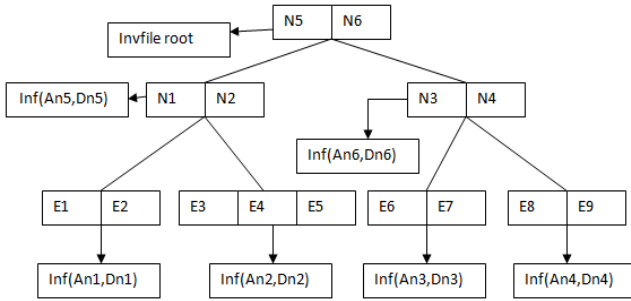 N5 N6
Invfile root
Inf(An5,Dn5)
N1 N2
N3 N4
Inf(An6,Dn6)
E1 E2
E3 E4 E5
E6 E7
E8 E9
Inf(An1,Dn1)
Inf(An2,Dn2)
Inf(An3,Dn3)
Inf(An4,Dn4)